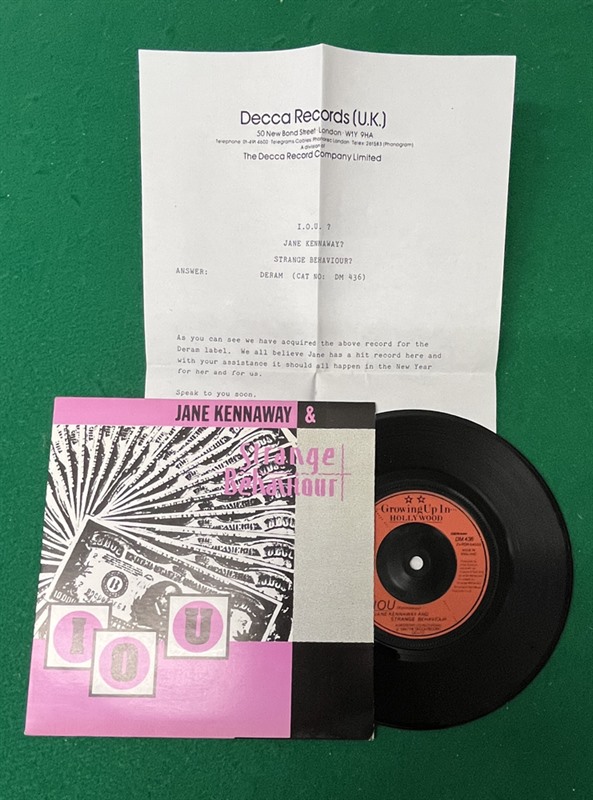 Decca Records (U.K.)
50 New Bond Street · London · W1Y 9HA
A division of
The Decca Record Company Limited
I.O.U. ?
JANE KENNAWAY?
STRANGE BEHAVIOUR?
ANSWER: DERAM (CAT NO: DM 436)
As you can see we have acquired the above record for the
Deram label. We all believe Jane has a hit record here and
with your assistance it should all happen in the New Year
for her and for us.
Speak to you soon,
JANE KENNAWAY &
Strange
Behaviour
I O U
Growing Up In
HOLLYWOOD
DM 436
MADE IN
ENGLAND
IOU
JANE KENNAWAY AND
STRANGE BEHAVIOUR